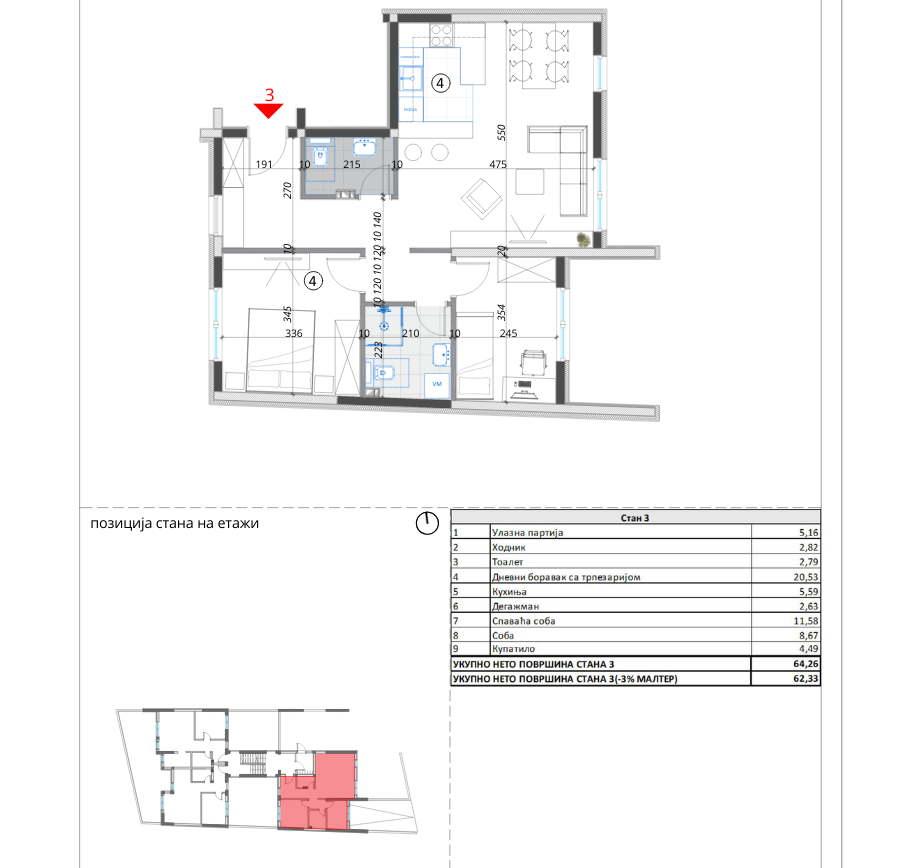 3
4
550
191 10 215 10 475
270
10
10 120 10 120 10 140
20
4
345
354
336 10 210 10 245
223
VM
позиција стана на етажи
Стан 3
1 Улазна партија 5,16
2 Ходник 2,82
3 Тоалет 2,79
4 Дневни боравак са трпезаријом 20,53
5 Кухиња 5,59
6 Дегажман 2,63
7 Спаваћа соба 11,58
8 Соба 8,67
9 Купатило 4,49
УКУПНО НЕТО ПОВРШИНА СТАНА 3 64,26
УКУПНО НЕТО ПОВРШИНА СТАНА 3(-3% МАЛТЕР) 62,33